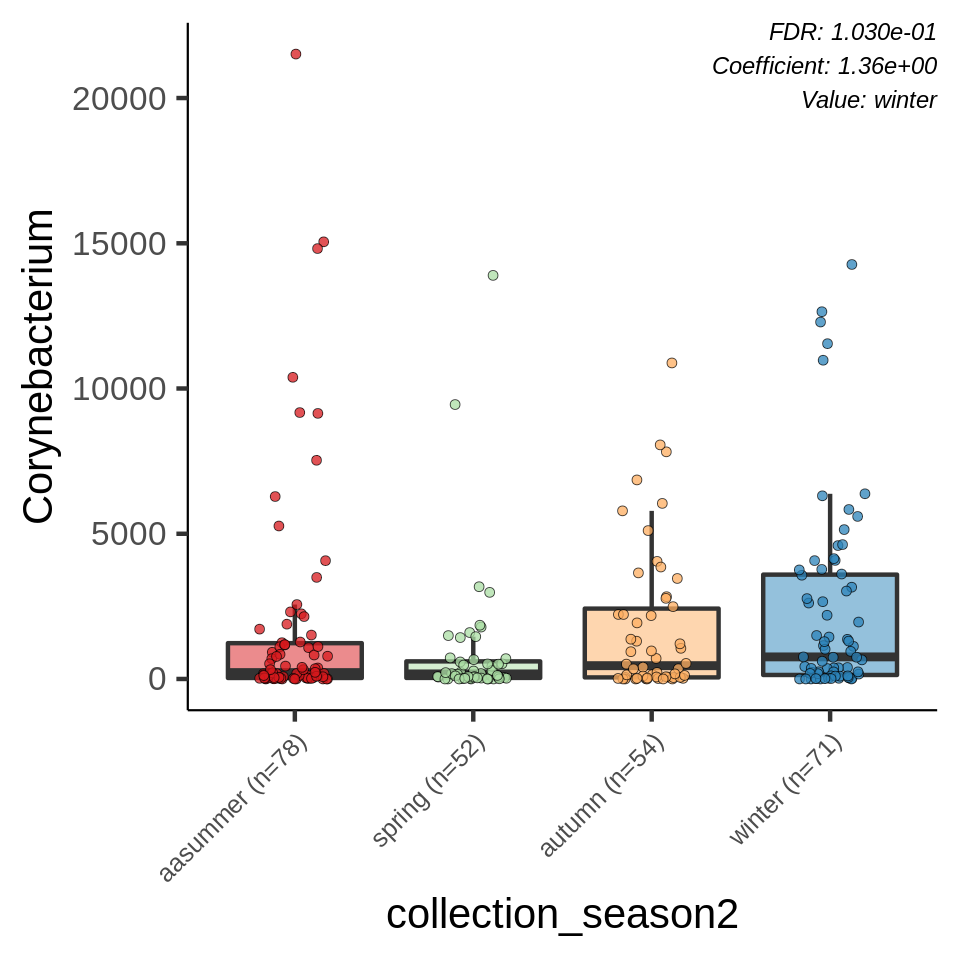 FDR: 1.030e-01
Coefficient: 1.36e+00
Value: winter
Corynebacterium
20000
15000
10000
5000
0
aasummer (n=78)
spring (n=52)
autumn (n=54)
winter (n=71)
collection_season2